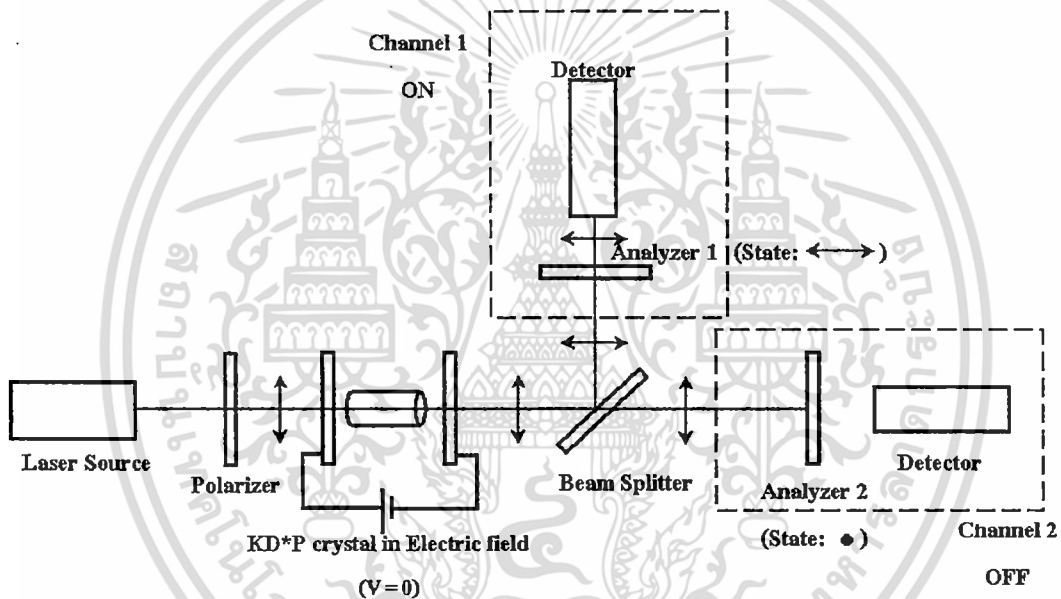 Channel 1
ON
Detector
Analyzer 1 (State: ⟷)
Laser Source
Polarizer
KD*P crystal in Electric field
(V = 0)
Beam Splitter
Analyzer 2
(State: ●)
Detector
Channel 2
OFF